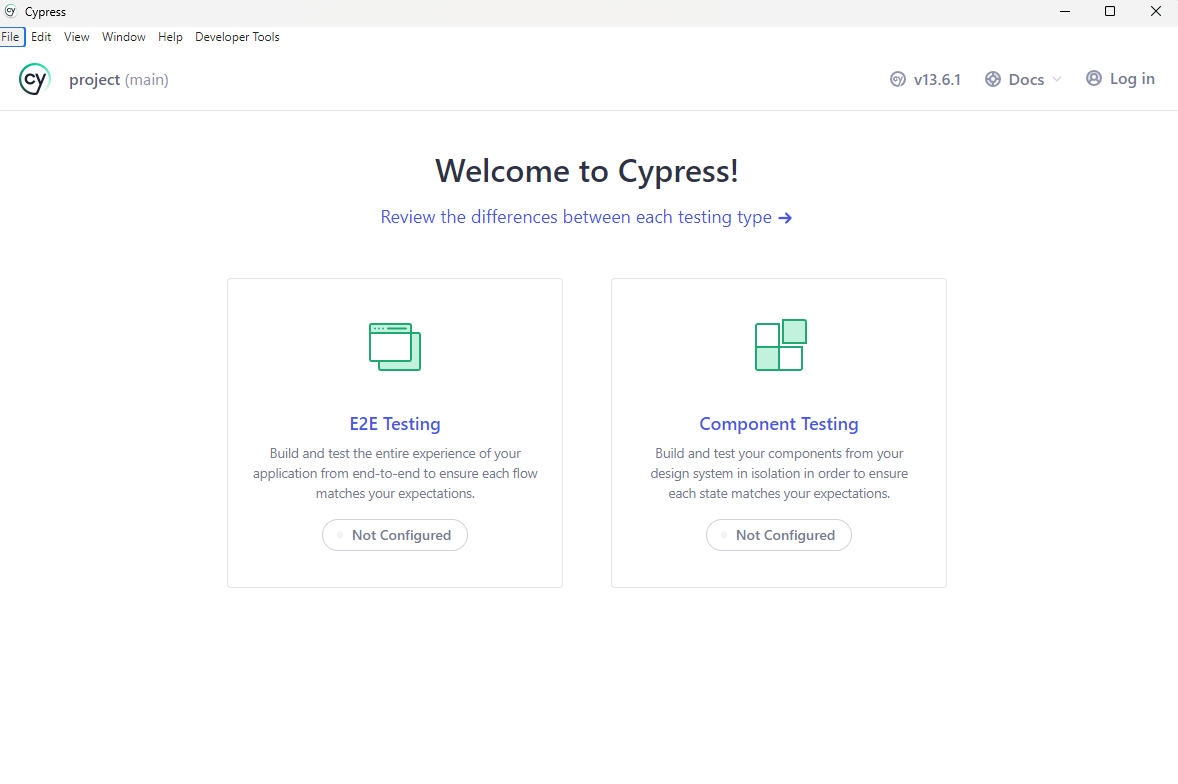 cy Cypress
File Edit View Window Help Developer Tools
cy project (main) cy v13.6.1 Docs Log in
Welcome to Cypress!
Review the differences between each testing type →
E2E Testing
Build and test the entire experience of your
application from end-to-end to ensure each flow
matches your expectations.
Not Configured
Component Testing
Build and test your components from your
design system in isolation in order to ensure
each state matches your expectations.
Not Configured